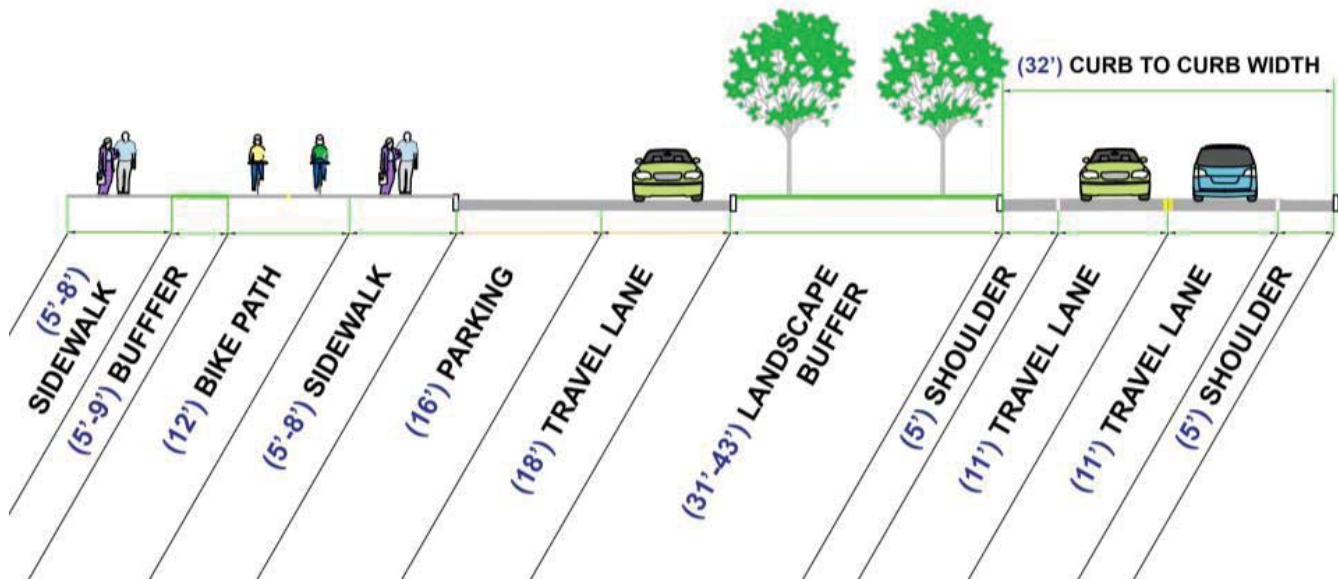 (32') CURB TO CURB WIDTH
(5'-8')
SIDEWALK
(5'-9') BUFFFER
(12') BIKE PATH
(5'-8') SIDEWALK
(16') PARKING
(18') TRAVEL LANE
(31'-43') LANDSCAPE
BUFFER
(5') SHOULDER
(11') TRAVEL LANE
(11') TRAVEL LANE
(5') SHOULDER